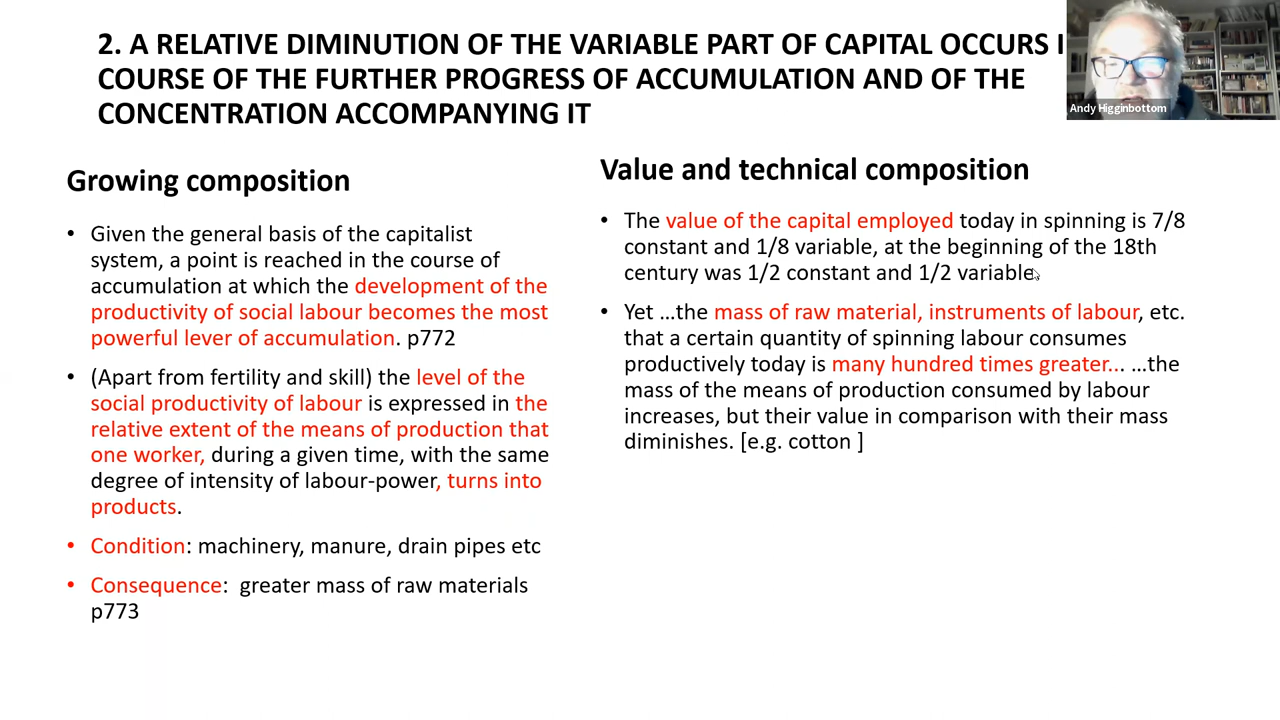 2. A RELATIVE DIMINUTION OF THE VARIABLE PART OF CAPITAL OCCURS I
COURSE OF THE FURTHER PROGRESS OF ACCUMULATION AND OF THE
CONCENTRATION ACCOMPANYING IT
Andy Higginbottom
Growing composition
• Given the general basis of the capitalist
system, a point is reached in the course of
accumulation at which the development of the
productivity of social labour becomes the most
powerful lever of accumulation. p772
• (Apart from fertility and skill) the level of the
social productivity of labour is expressed in the
relative extent of the means of production that
one worker, during a given time, with the same
degree of intensity of labour-power, turns into
products.
• Condition: machinery, manure, drain pipes etc
• Consequence: greater mass of raw materials
p773
Value and technical composition
• The value of the capital employed today in spinning is 7/8
constant and 1/8 variable, at the beginning of the 18th
century was 1/2 constant and 1/2 variable.
• Yet …the mass of raw material, instruments of labour, etc.
that a certain quantity of spinning labour consumes
productively today is many hundred times greater... …the
mass of the means of production consumed by labour
increases, but their value in comparison with their mass
diminishes. [e.g. cotton ]